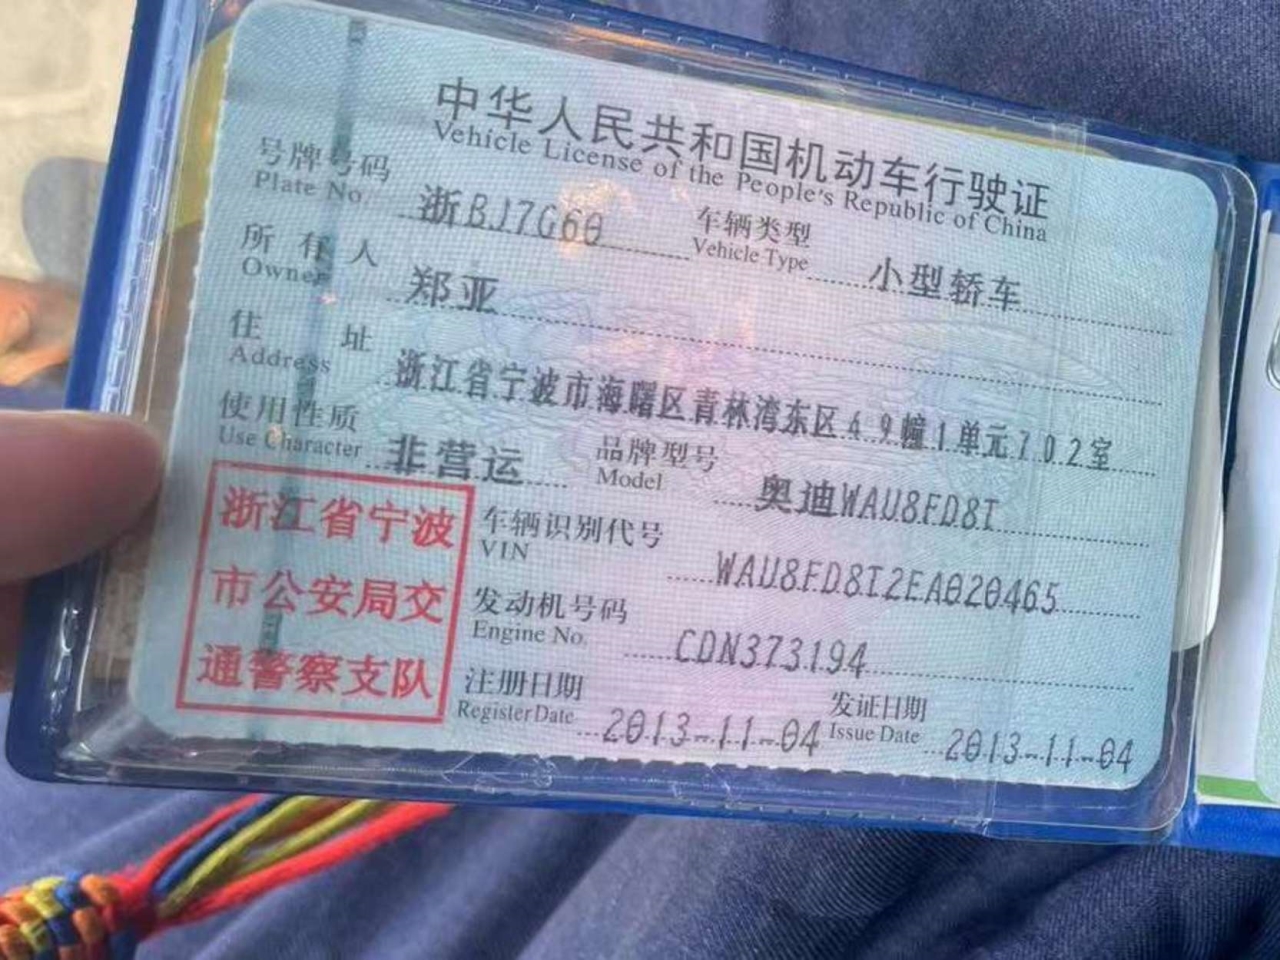 中华人民共和国机动车行驶证
Vehicle License of the People's Republic of China
号牌号码 浙BJ7G60 车辆类型 小型轿车
Plate No. Vehicle Type
所有人 郑亚
Owner
住址 浙江省宁波市海曙区青林湾东区49幢1单元702室
Address
使用性质 非营运 品牌型号 奥迪WAU8FD8T
Use Character Model
浙江省宁波
市公安局交
通警察支队
车辆识别代号 WAU8FD8T2EA020465
VIN
发动机号码 CDN373194
Engine No.
注册日期 2013-11-04 发证日期 2013-11-04
Register Date Issue Date